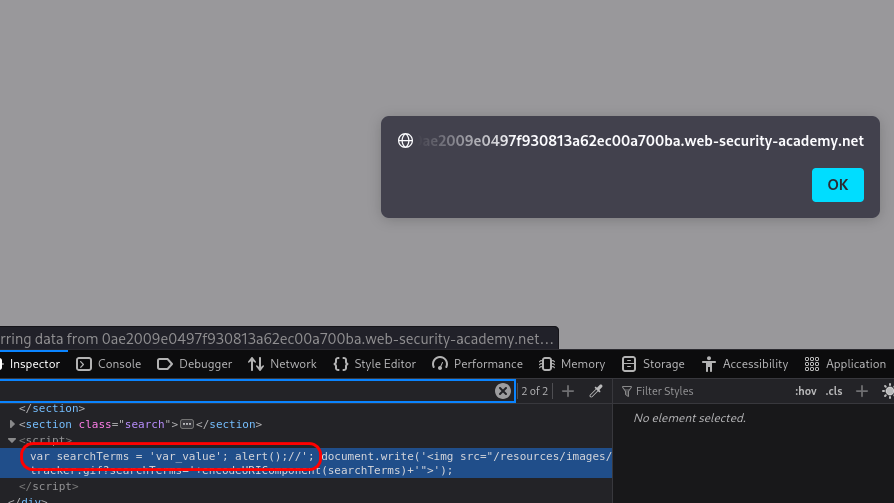 ae2009e0497f930813a62ec00a700ba.web-security-academy.net
OK
rring data from 0ae2009e0497f930813a62ec00a700ba.web-security-academy.net…
Inspector Console Debugger Network Style Editor Performance Memory Storage Accessibility Application
2 of 2 + Filter Styles :hov .cls +
</section>
No element selected.
<section class="search"></section>
<script>
var searchTerms = 'var_value'; alert();//'; document.write('<img src="/resources/images/
tracker.gif?searchTerms='+encodeURIComponent(searchTerms)+'">');
</script>
</div>